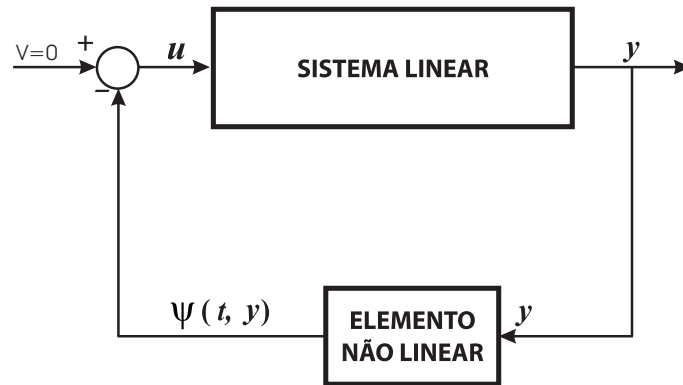 V=0
+
u
SISTEMA LINEAR
y
−
ψ ( t, y)
ELEMENTO
NÃO LINEAR
y